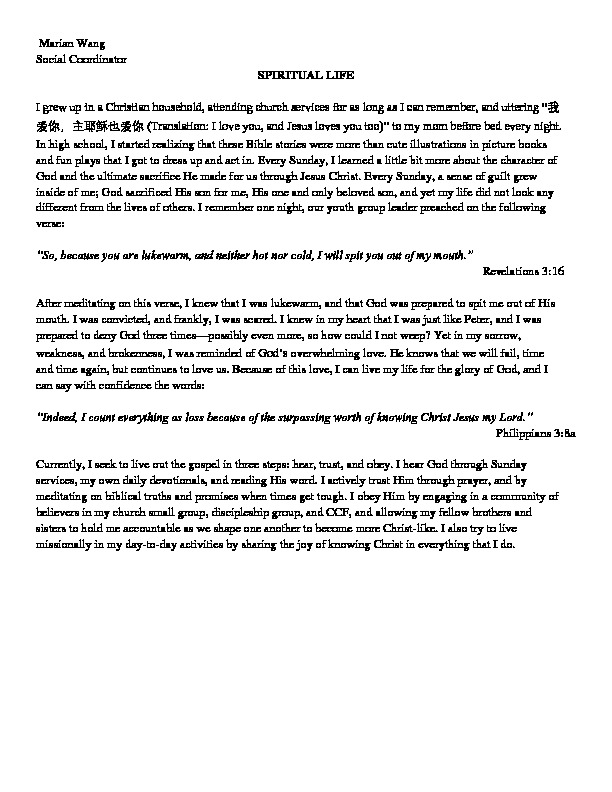 Marian Wang
Social Coordinator
SPIRITUAL LIFE
I grew up in a Christian household, attending church services for as long as I can remember, and uttering "我
爱你，主耶稣也爱你 (Translation: I love you, and Jesus loves you too)" to my mom before bed every night.
In high school, I started realizing that these Bible stories were more than cute illustrations in picture books
and fun plays that I got to dress up and act in. Every Sunday, I learned a little bit more about the character of
God and the ultimate sacrifice He made for us through Jesus Christ. Every Sunday, a sense of guilt grew
inside of me; God sacrificed His son for me, His one and only beloved son, and yet my life did not look any
different from the lives of others. I remember one night, our youth group leader preached on the following
verse:
"So, because you are lukewarm, and neither hot nor cold, I will spit you out of my mouth."
Revelations 3:16
After meditating on this verse, I knew that I was lukewarm, and that God was prepared to spit me out of His
mouth. I was convicted, and frankly, I was scared. I knew in my heart that I was just like Peter, and I was
prepared to deny God three times—possibly even more, so how could I not weep? Yet in my sorrow,
weakness, and brokenness, I was reminded of God's overwhelming love. He knows that we will fail, time
and time again, but continues to love us. Because of this love, I can live my life for the glory of God, and I
can say with confidence the words:
"Indeed, I count everything as loss because of the surpassing worth of knowing Christ Jesus my Lord."
Philippians 3:8a
Currently, I seek to live out the gospel in three steps: hear, trust, and obey. I hear God through Sunday
services, my own daily devotionals, and reading His word. I actively trust Him through prayer, and by
meditating on biblical truths and promises when times get tough. I obey Him by engaging in a community of
believers in my church small group, discipleship group, and CCF, and allowing my fellow brothers and
sisters to hold me accountable as we shape one another to become more Christ-like. I also try to live
missionally in my day-to-day activities by sharing the joy of knowing Christ in everything that I do.